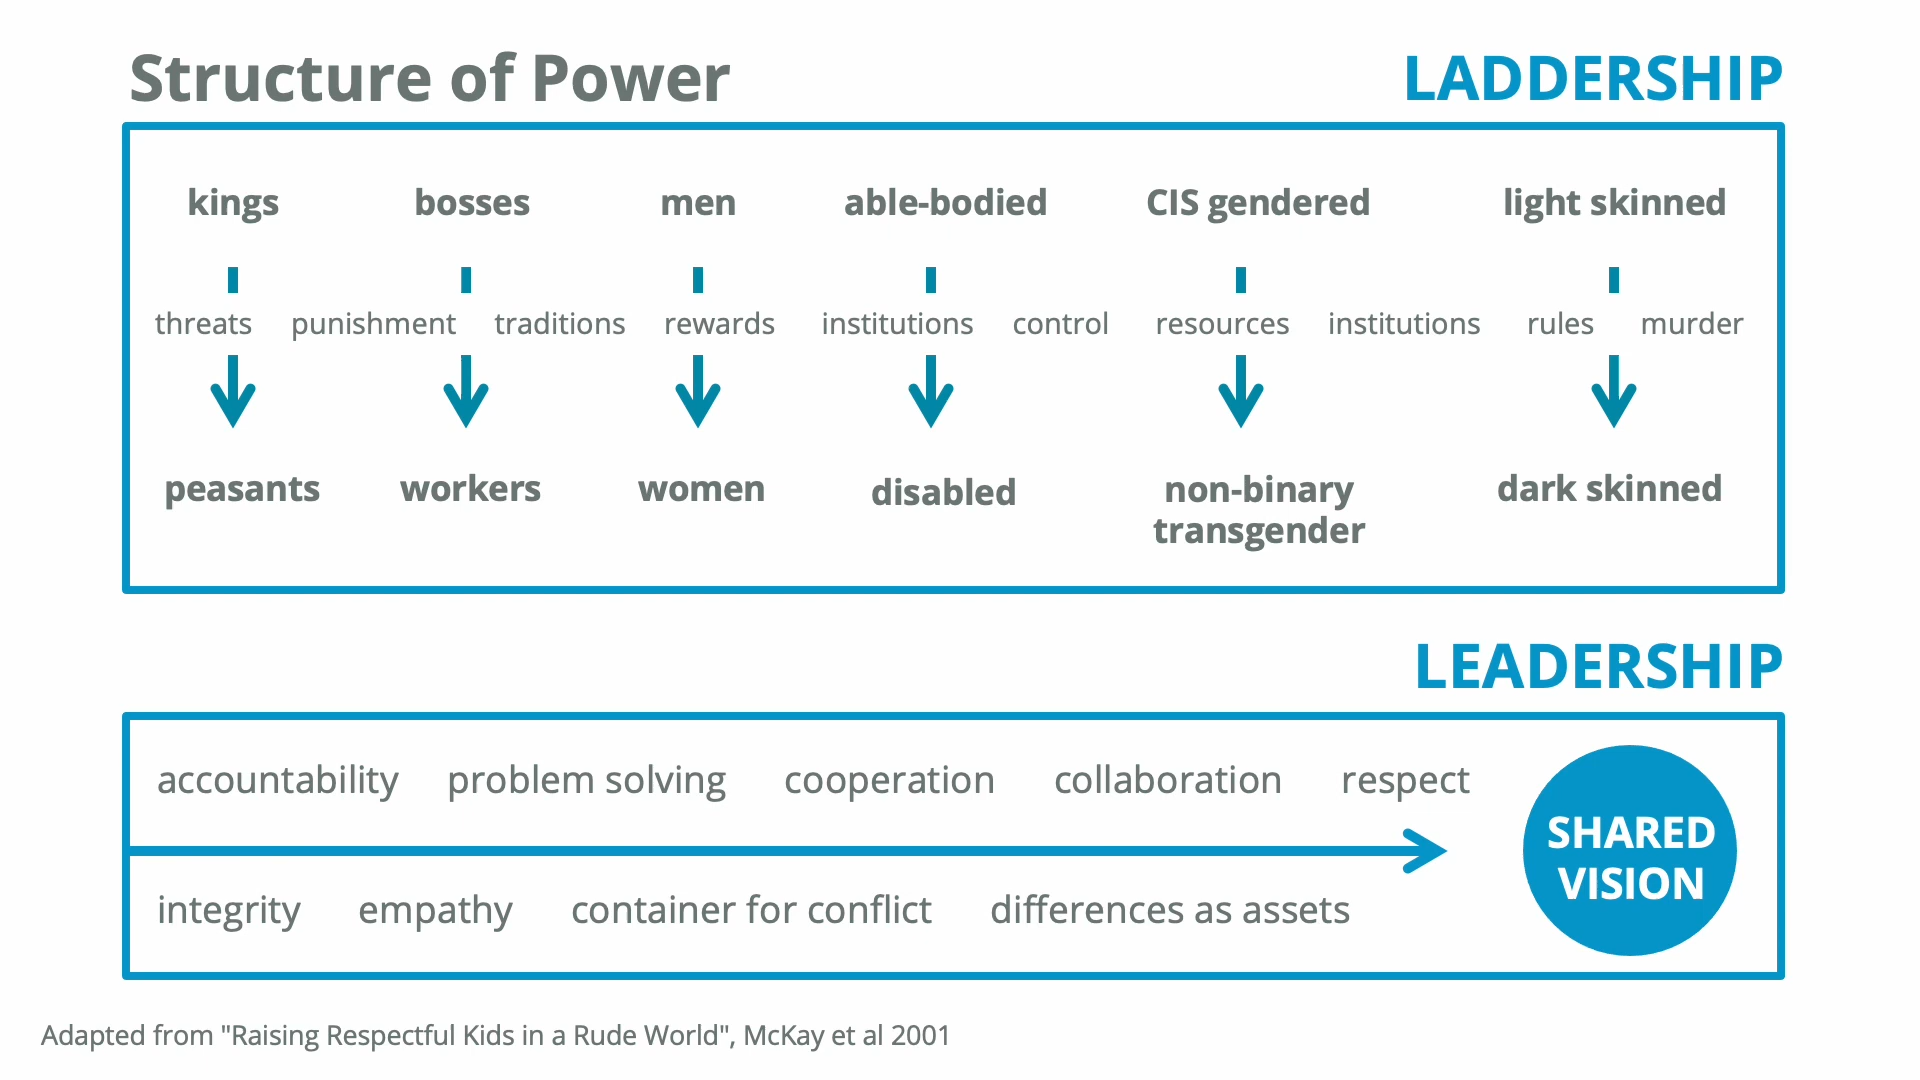 Structure of Power
LADDERSHIP
kings bosses men able-bodied CIS gendered light skinned
threats punishment traditions rewards institutions control resources institutions rules murder
peasants workers women disabled non-binary dark skinned
transgender
LEADERSHIP
accountability problem solving cooperation collaboration respect
SHARED
VISION
integrity empathy container for conflict differences as assets
Adapted from "Raising Respectful Kids in a Rude World", McKay et al 2001